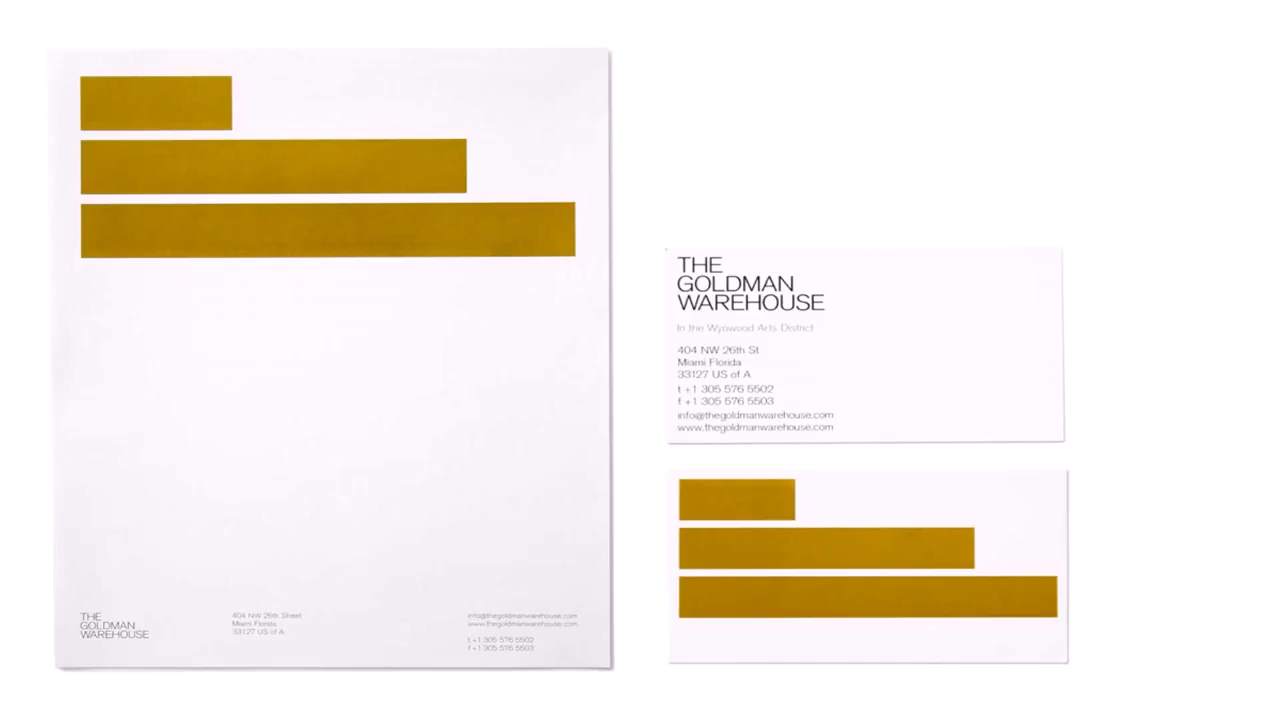 THE
GOLDMAN
WAREHOUSE
404 NW 26th Street
Miami Florida
33127 US of A
info@thegoldmanwarehouse.com
www.thegoldmanwarehouse.com
t +1 305 576 5502
f +1 305 576 5503
THE
GOLDMAN
WAREHOUSE
In the Wynwood Arts District
404 NW 26th St
Miami Florida
33127 US of A
t +1 305 576 5502
f +1 305 576 5503
info@thegoldmanwarehouse.com
www.thegoldmanwarehouse.com